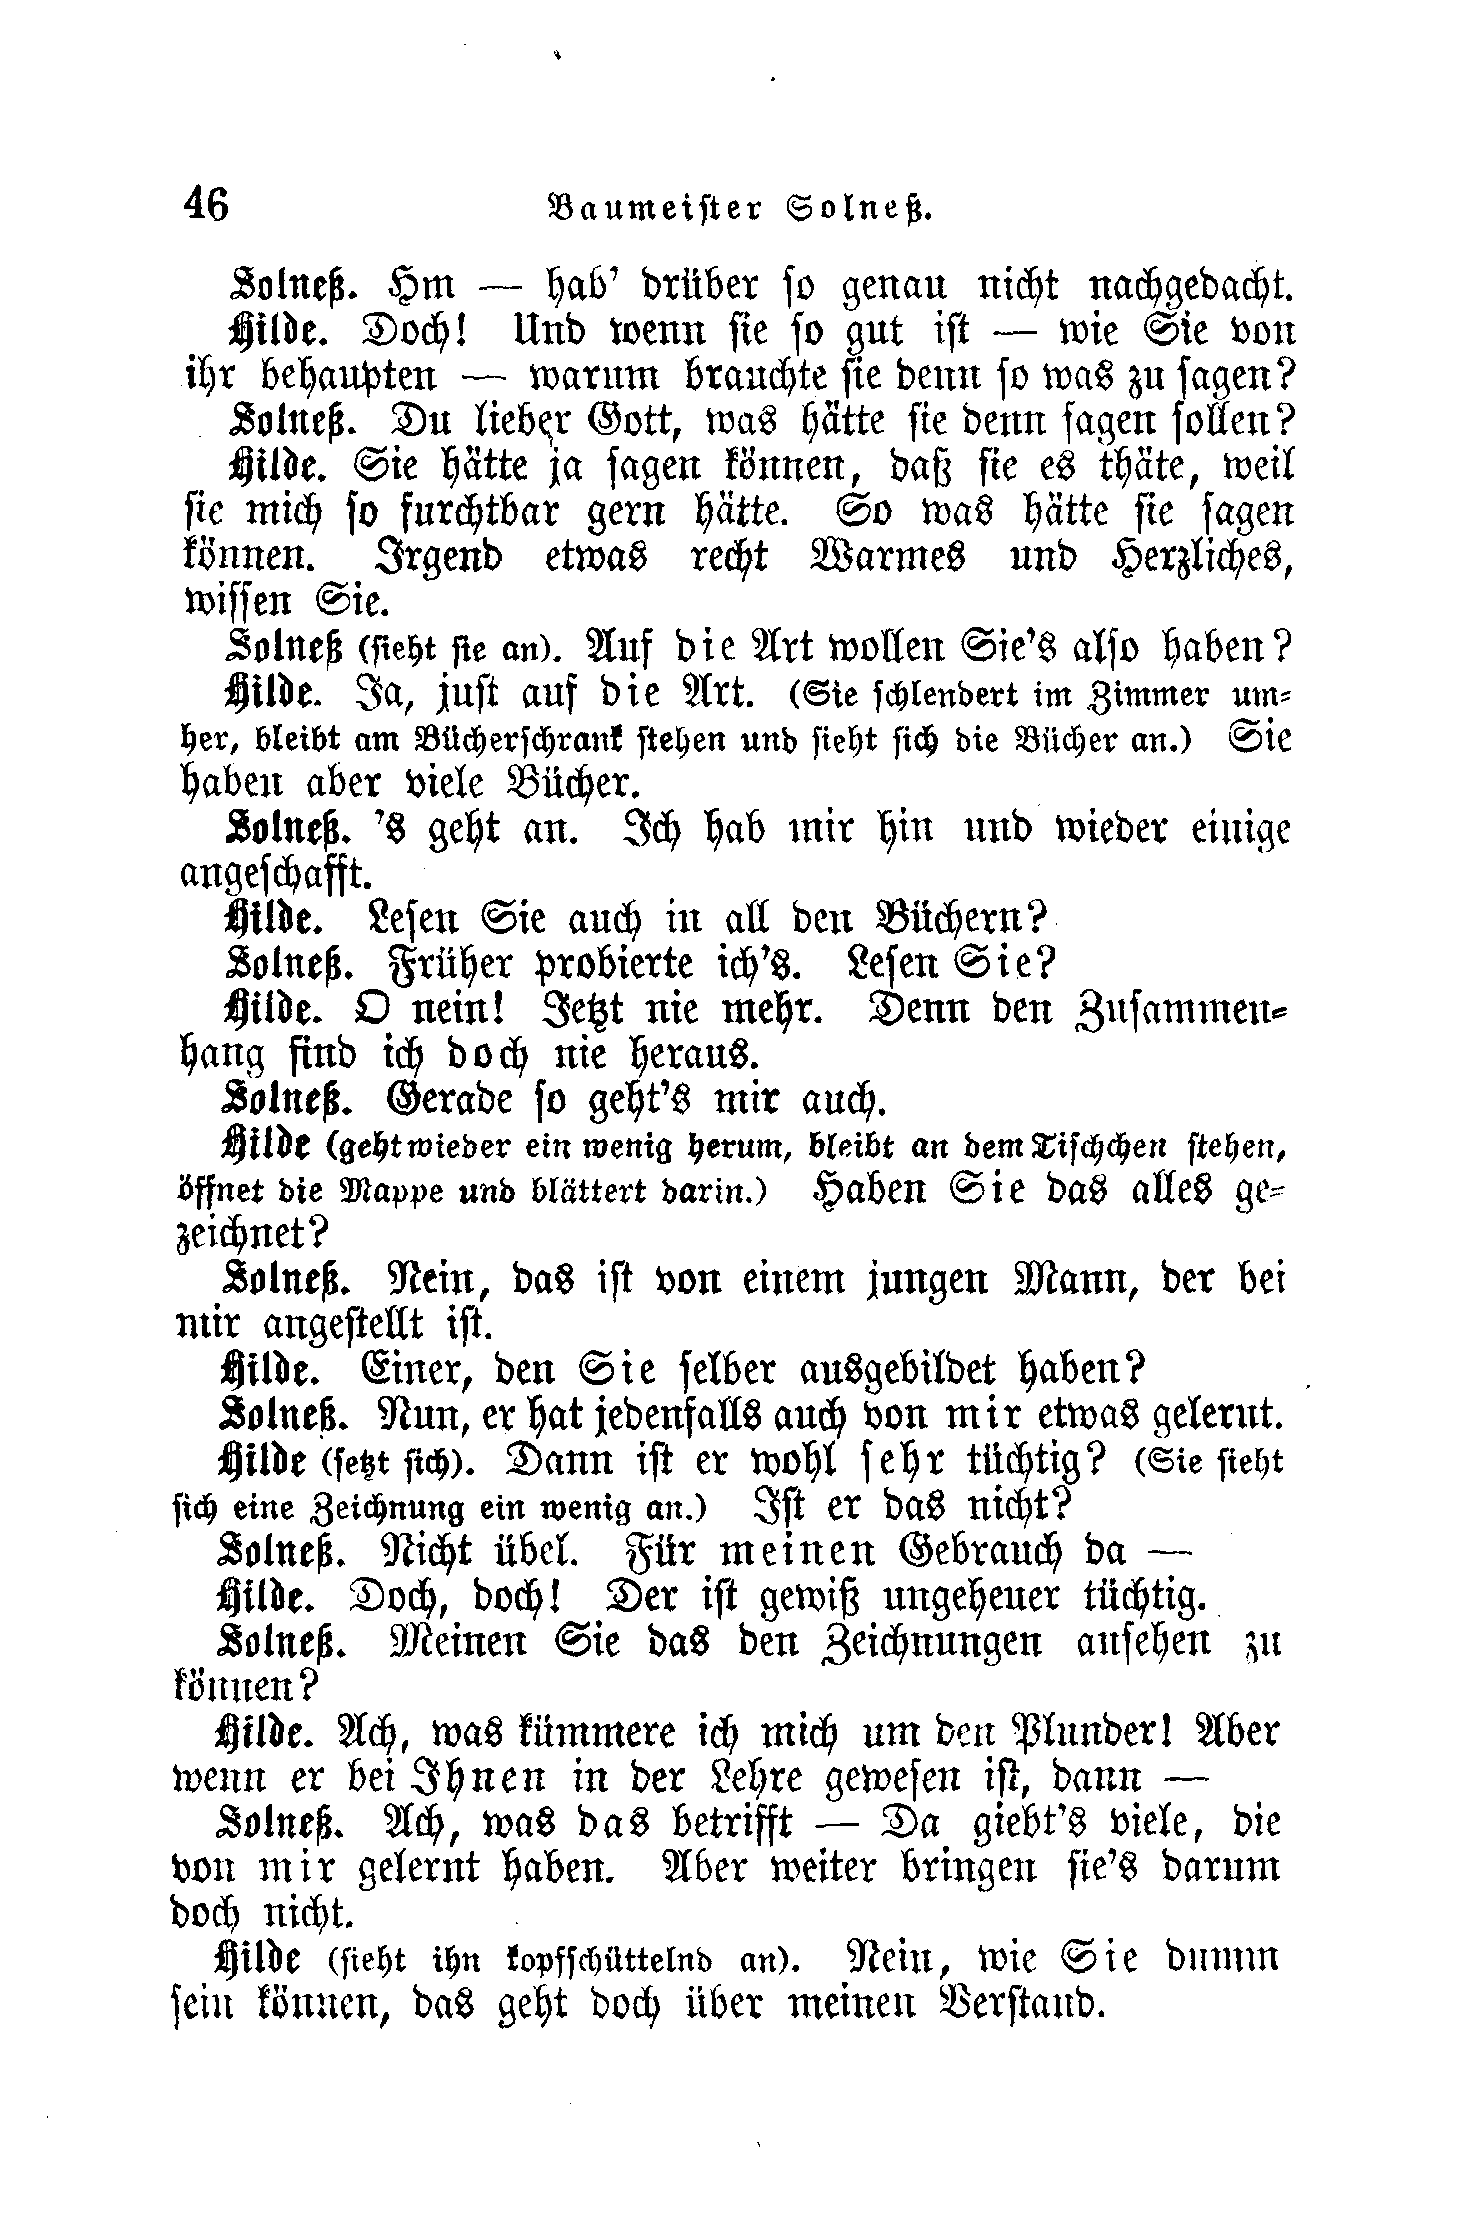 46 Baumeister Solneß.
Solneß. Hm — hab' drüber so genau nicht nachgedacht.
Hilde. Doch! Und wenn sie so gut ist — wie Sie von
ihr behaupten — warum brauchte sie denn so was zu sagen?
Solneß. Du lieber Gott, was hätte sie denn sagen sollen?
Hilde. Sie hätte ja sagen können, daß sie es thäte, weil
sie mich so furchtbar gern hätte. So was hätte sie sagen
können. Irgend etwas recht Warmes und Herzliches,
wissen Sie.
Solneß (sieht sie an). Auf die Art wollen Sie's also haben?
Hilde. Ja, just auf die Art. (Sie schlendert im Zimmer um-
her, bleibt am Bücherschrank stehen und sieht sich die Bücher an.) Sie
haben aber viele Bücher.
Solneß. 's geht an. Ich hab mir hin und wieder einige
angeschafft.
Hilde. Lesen Sie auch in all den Büchern?
Solneß. Früher probierte ich's. Lesen Sie?
Hilde. O nein! Jetzt nie mehr. Denn den Zusammen-
hang find ich doch nie heraus.
Solneß. Gerade so geht's mir auch.
Hilde (geht wieder ein wenig herum, bleibt an dem Tischchen stehen,
öffnet die Mappe und blättert darin.) Haben Sie das alles ge-
zeichnet?
Solneß. Nein, das ist von einem jungen Mann, der bei
mir angestellt ist.
Hilde. Einer, den Sie selber ausgebildet haben?
Solneß. Nun, er hat jedenfalls auch von mir etwas gelernt.
Hilde (setzt sich). Dann ist er wohl sehr tüchtig? (Sie sieht
sich eine Zeichnung ein wenig an.) Ist er das nicht?
Solneß. Nicht übel. Für meinen Gebrauch da —
Hilde. Doch, doch! Der ist gewiß ungeheuer tüchtig.
Solneß. Meinen Sie das den Zeichnungen ansehen zu
können?
Hilde. Ach, was kümmere ich mich um den Plunder! Aber
wenn er bei Ihnen in der Lehre gewesen ist, dann —
Solneß. Ach, was das betrifft — Da giebt's viele, die
von mir gelernt haben. Aber weiter bringen sie's darum
doch nicht.
Hilde (sieht ihn kopfschüttelnd an). Nein, wie Sie dumm
sein können, das geht doch über meinen Verstand.